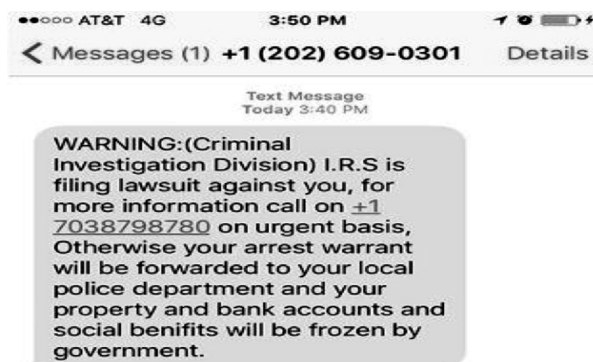 AT&T 4G 3:50 PM
Messages (1) +1 (202) 609-0301 Details
Text Message
Today 3:40 PM
WARNING:(Criminal
Investigation Division) I.R.S is
filing lawsuit against you, for
more information call on +1
7038798780 on urgent basis,
Otherwise your arrest warrant
will be forwarded to your local
police department and your
property and bank accounts and
social benifits will be frozen by
government.